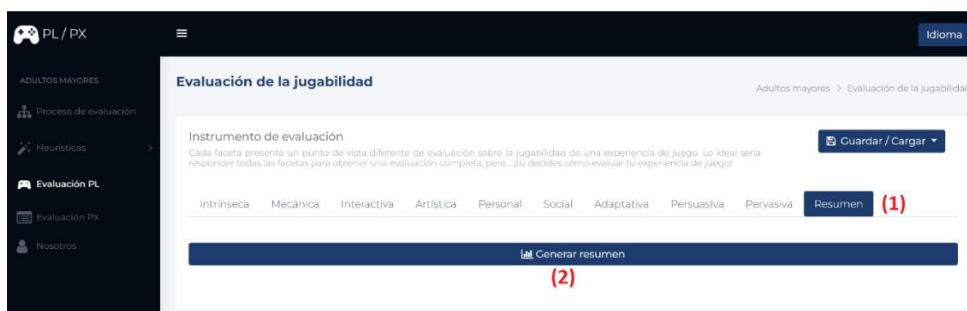 PL / PX
Idioma
ADULTOS MAYORES
Proceso de evaluación
Heurísticas
Evaluación PL
Evaluación PX
Nosotros
Evaluación de la jugabilidad
Adultos mayores > Evaluación de la jugabilidad
Instrumento de evaluación
Cada faceta presenta un punto de vista diferente de evaluación sobre la jugabilidad de una experiencia de juego. Lo ideal sería
responder todas las facetas para obtener una evaluación completa, pero... ¡tú decides cómo evaluar tu experiencia de juego!
Guardar / Cargar
Intrínseca Mecánica Interactiva Artística Personal Social Adaptativa Persuasiva Pervasiva Resumen (1)
Generar resumen
(2)